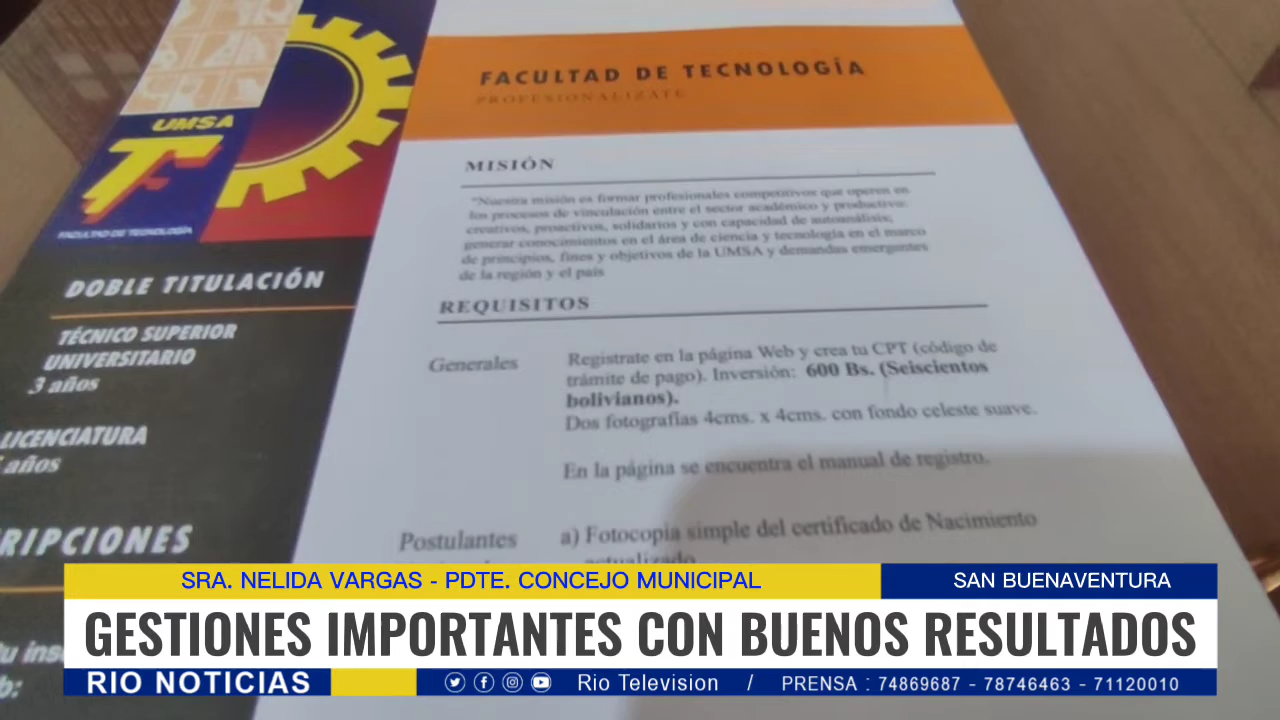 UMSA
TF
FACULTAD DE TECNOLOGÍA
DOBLE TITULACIÓN
TÉCNICO SUPERIOR
UNIVERSITARIO
3 años
LICENCIATURA
años
RIPCIONES
FACULTAD DE TECNOLOGÍA
PROFESIONALIZATE
MISIÓN
"Nuestra misión es formar profesionales competitivos que operen en
los procesos de vinculación entre el sector académico y productivo:
creativos, proactivos, solidarios y con capacidad de autoanálisis;
generar conocimientos en el área de ciencia y tecnología en el marco
de principios, fines y objetivos de la UMSA y demandas emergentes
de la región y el país
REQUISITOS
Generales
Registrate en la página Web y crea tu CPT (código de
trámite de pago). Inversión: 600 Bs. (Seiscientos
bolivianos).
Dos fotografías 4cms. x 4cms. con fondo celeste suave.
En la página se encuentra el manual de registro.
Postulantes a) Fotocopia simple del certificado de Nacimiento
actualizado
SRA. NELIDA VARGAS - PDTE. CONCEJO MUNICIPAL
SAN BUENAVENTURA
GESTIONES IMPORTANTES CON BUENOS RESULTADOS
RIO NOTICIAS
Rio Television / PRENSA : 74869687 - 78746463 - 71120010